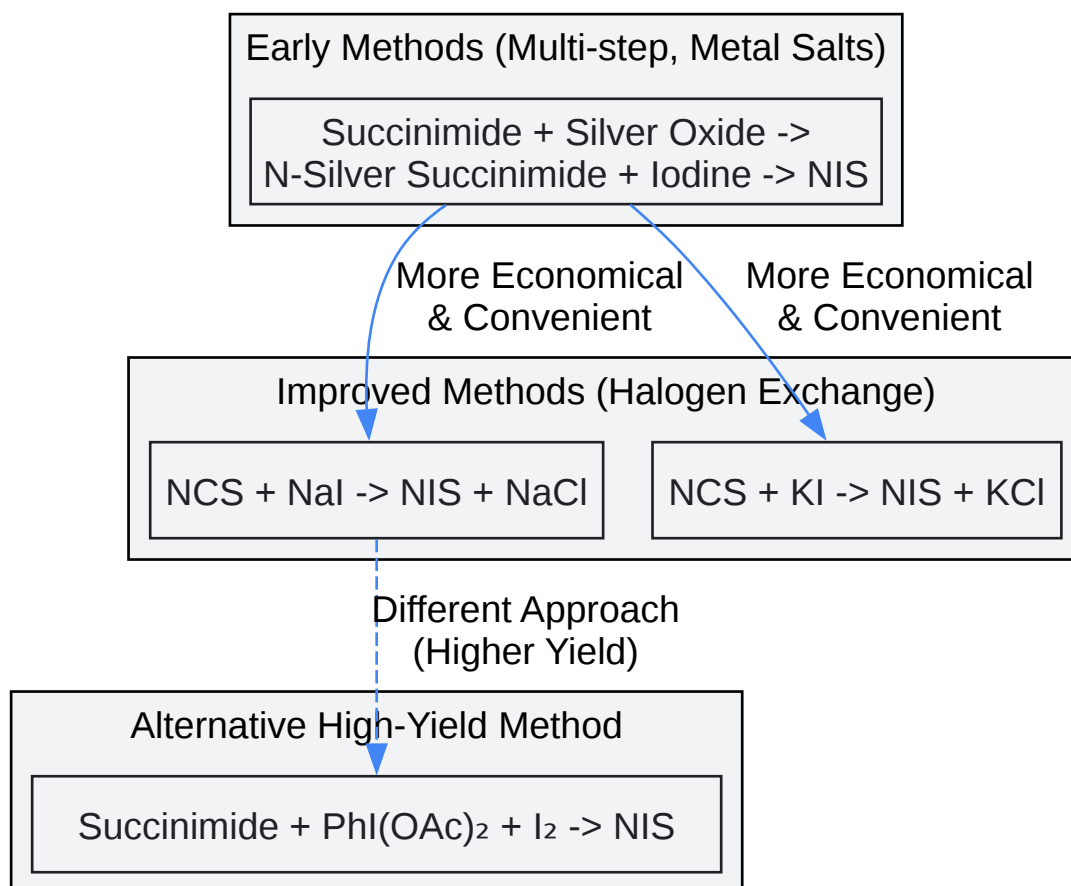 Early Methods (Multi-step, Metal Salts)
Succinimide + Silver Oxide ->
N-Silver Succinimide + Iodine -> NIS
More Economical
& Convenient
More Economical
& Convenient
Improved Methods (Halogen Exchange)
NCS + NaI -> NIS + NaCl
NCS + KI -> NIS + KCl
Different Approach
(Higher Yield)
Alternative High-Yield Method
Succinimide + PhI(OAc)₂ + I₂ -> NIS